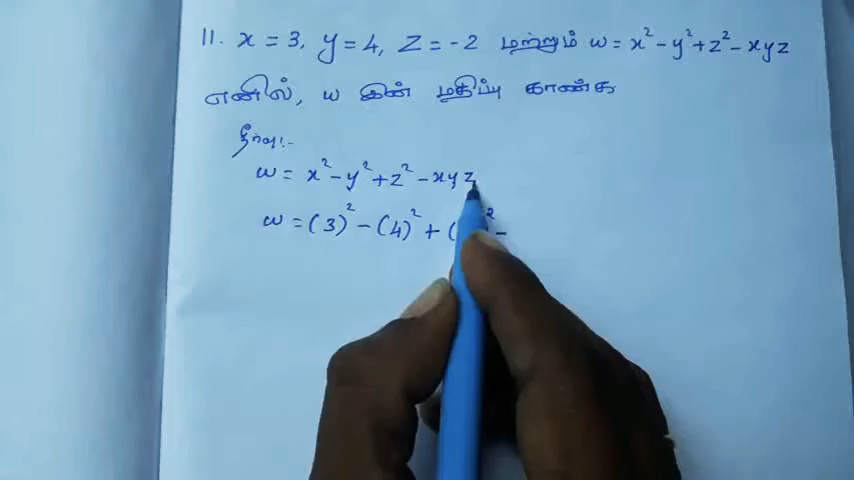 11. x = 3, y = 4, z = -2 மற்றும் w = x² - y² + z² - xyz
எனில், w இன் மதிப்பு காண்க
தீர்வு:-
w = x² - y² + z² - xyz
w = (3)² - (4)² + ( ² -